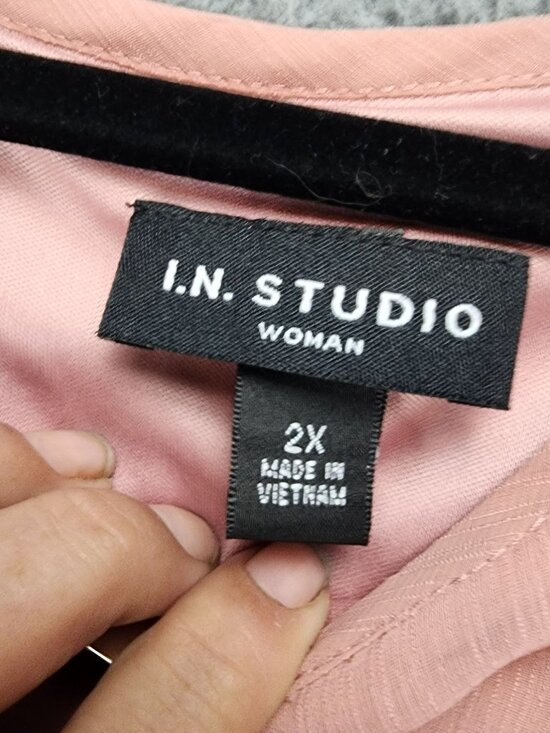 I.N. STUDIO
WOMAN
2X
MADE IN
VIETNAM